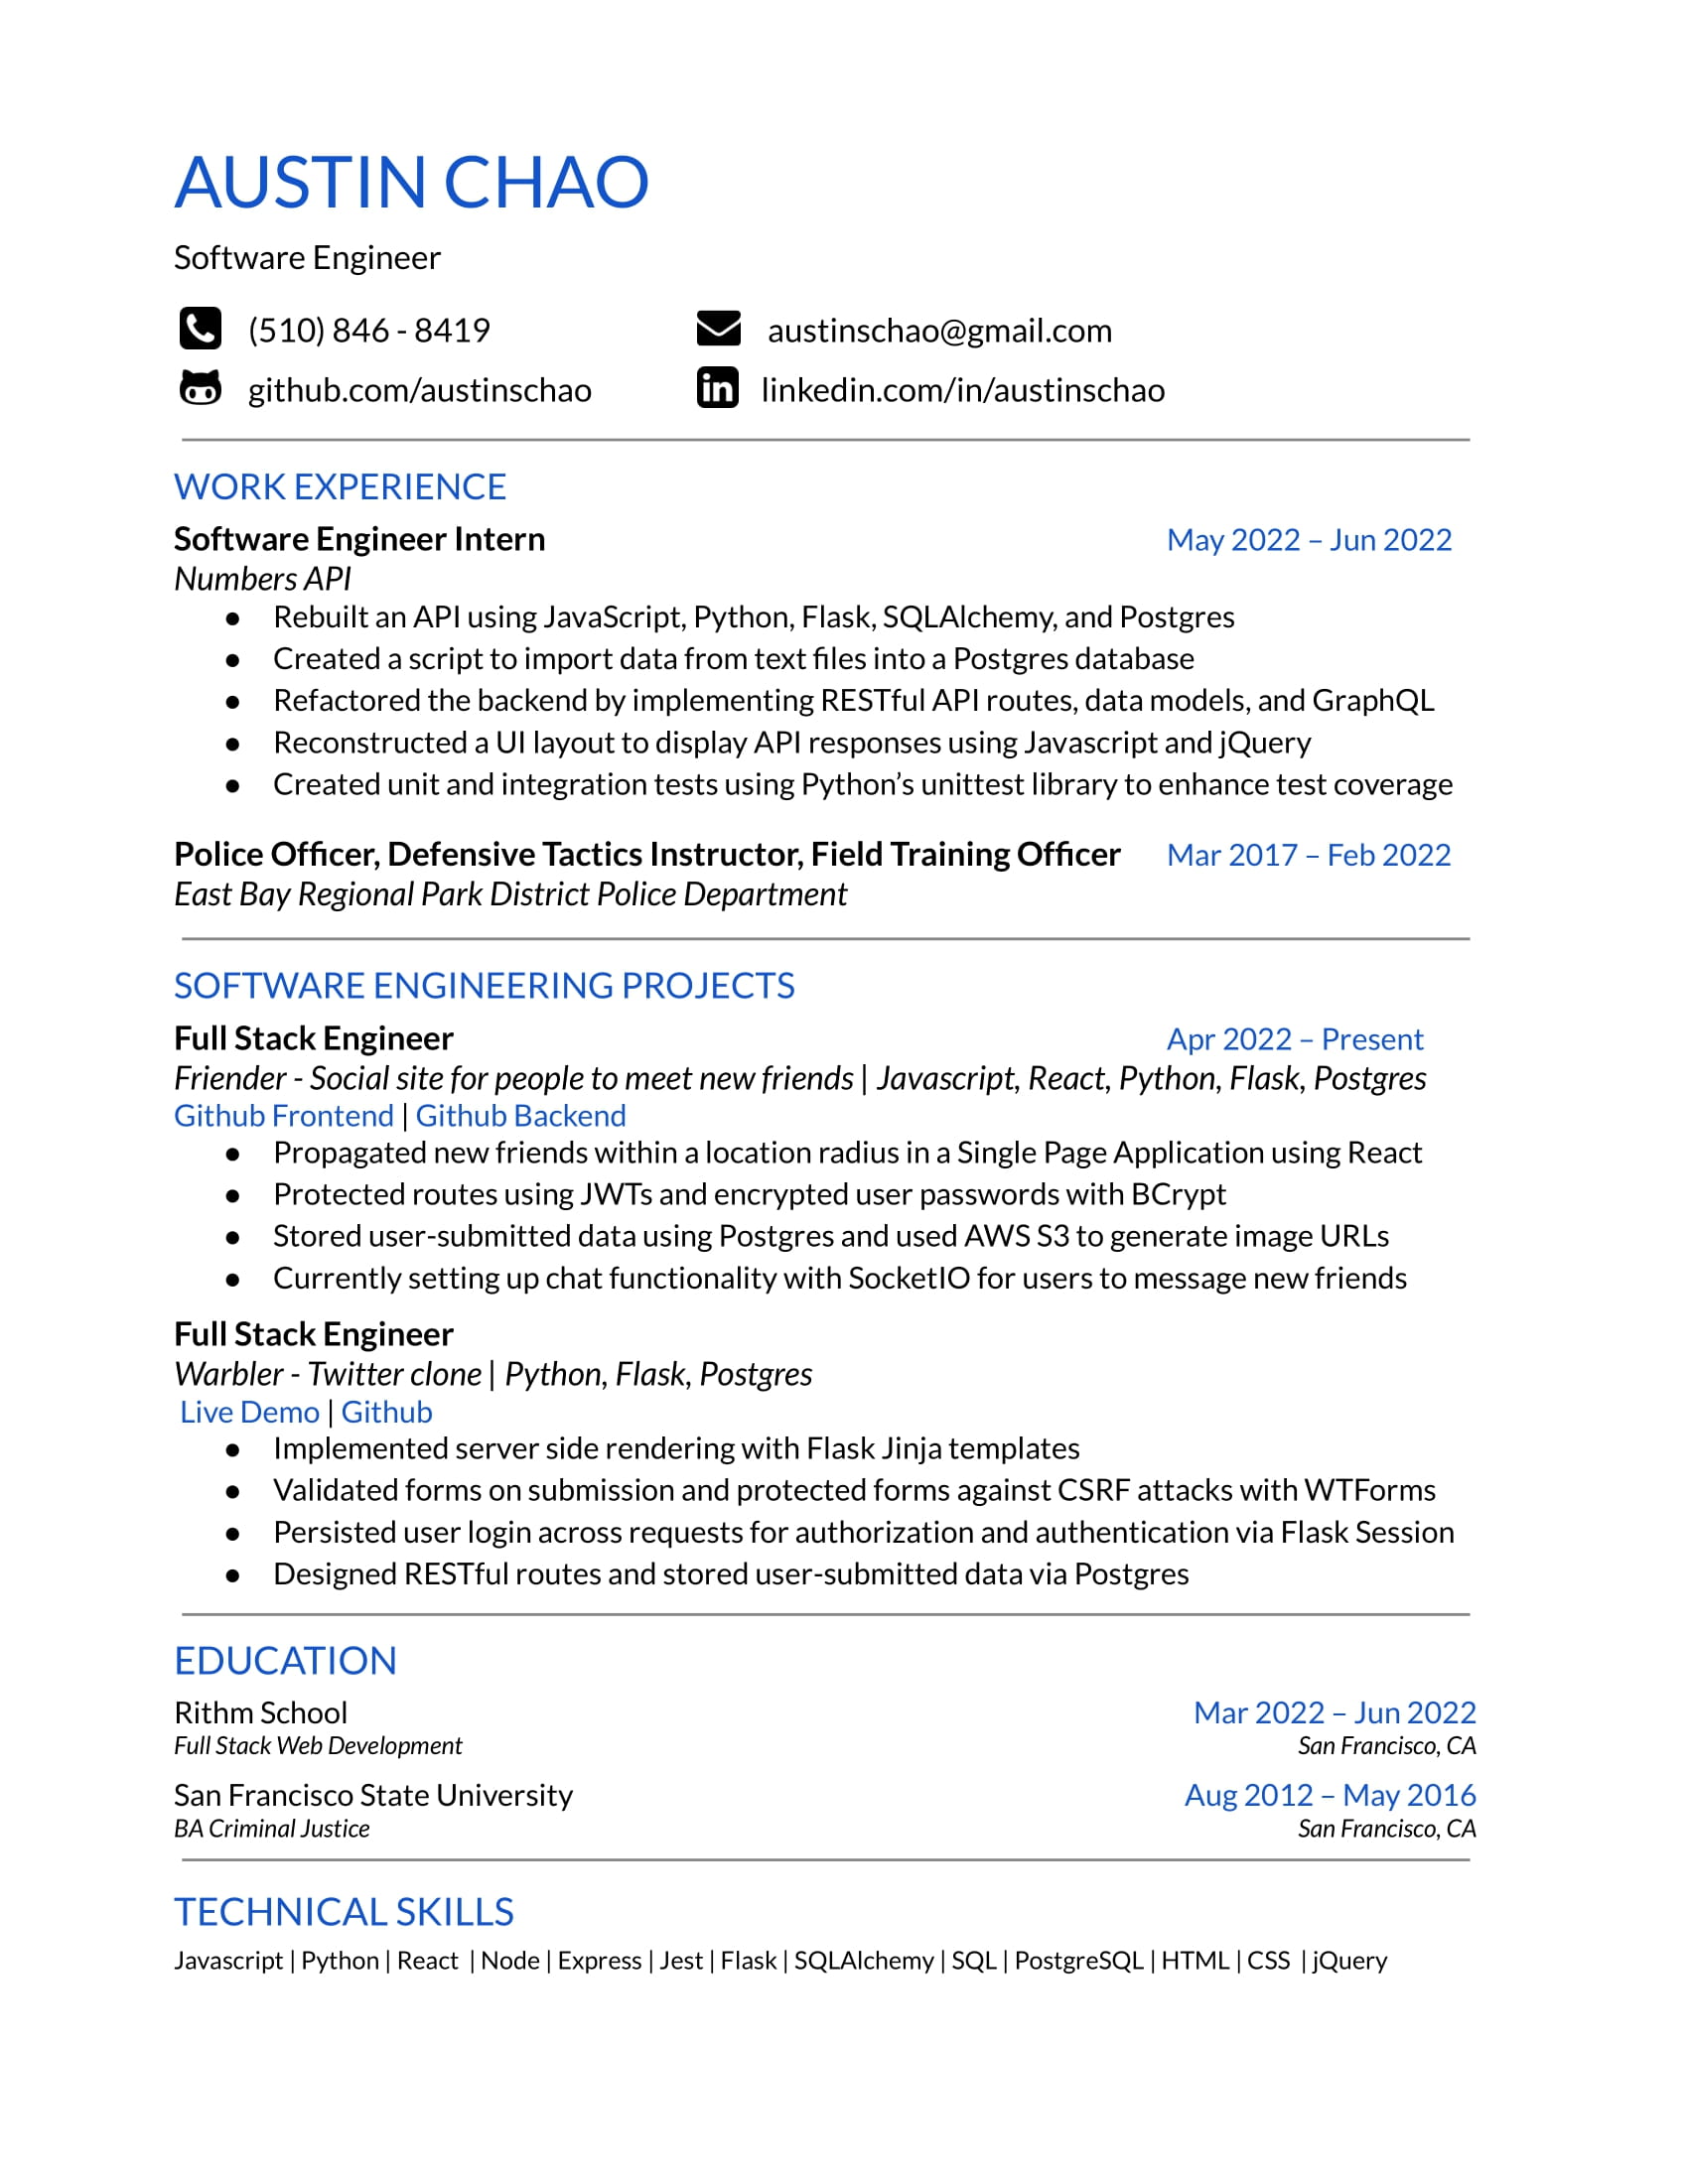 AUSTIN CHAO
Software Engineer
(510) 846 - 8419 austinschao@gmail.com
github.com/austinschao linkedin.com/in/austinschao
WORK EXPERIENCE
Software Engineer Intern May 2022 – Jun 2022
Numbers API
● Rebuilt an API using JavaScript, Python, Flask, SQLAlchemy, and Postgres
● Created a script to import data from text files into a Postgres database
● Refactored the backend by implementing RESTful API routes, data models, and GraphQL
● Reconstructed a UI layout to display API responses using Javascript and jQuery
● Created unit and integration tests using Python’s unittest library to enhance test coverage
Police Officer, Defensive Tactics Instructor, Field Training Officer Mar 2017 – Feb 2022
East Bay Regional Park District Police Department
SOFTWARE ENGINEERING PROJECTS
Full Stack Engineer Apr 2022 – Present
Friender - Social site for people to meet new friends | Javascript, React, Python, Flask, Postgres
Github Frontend | Github Backend
● Propagated new friends within a location radius in a Single Page Application using React
● Protected routes using JWTs and encrypted user passwords with BCrypt
● Stored user-submitted data using Postgres and used AWS S3 to generate image URLs
● Currently setting up chat functionality with SocketIO for users to message new friends
Full Stack Engineer
Warbler - Twitter clone | Python, Flask, Postgres
Live Demo | Github
● Implemented server side rendering with Flask Jinja templates
● Validated forms on submission and protected forms against CSRF attacks with WTForms
● Persisted user login across requests for authorization and authentication via Flask Session
● Designed RESTful routes and stored user-submitted data via Postgres
EDUCATION
Rithm School Mar 2022 – Jun 2022
Full Stack Web Development San Francisco, CA
San Francisco State University Aug 2012 – May 2016
BA Criminal Justice San Francisco, CA
TECHNICAL SKILLS
Javascript | Python | React | Node | Express | Jest | Flask | SQLAlchemy | SQL | PostgreSQL | HTML | CSS | jQuery